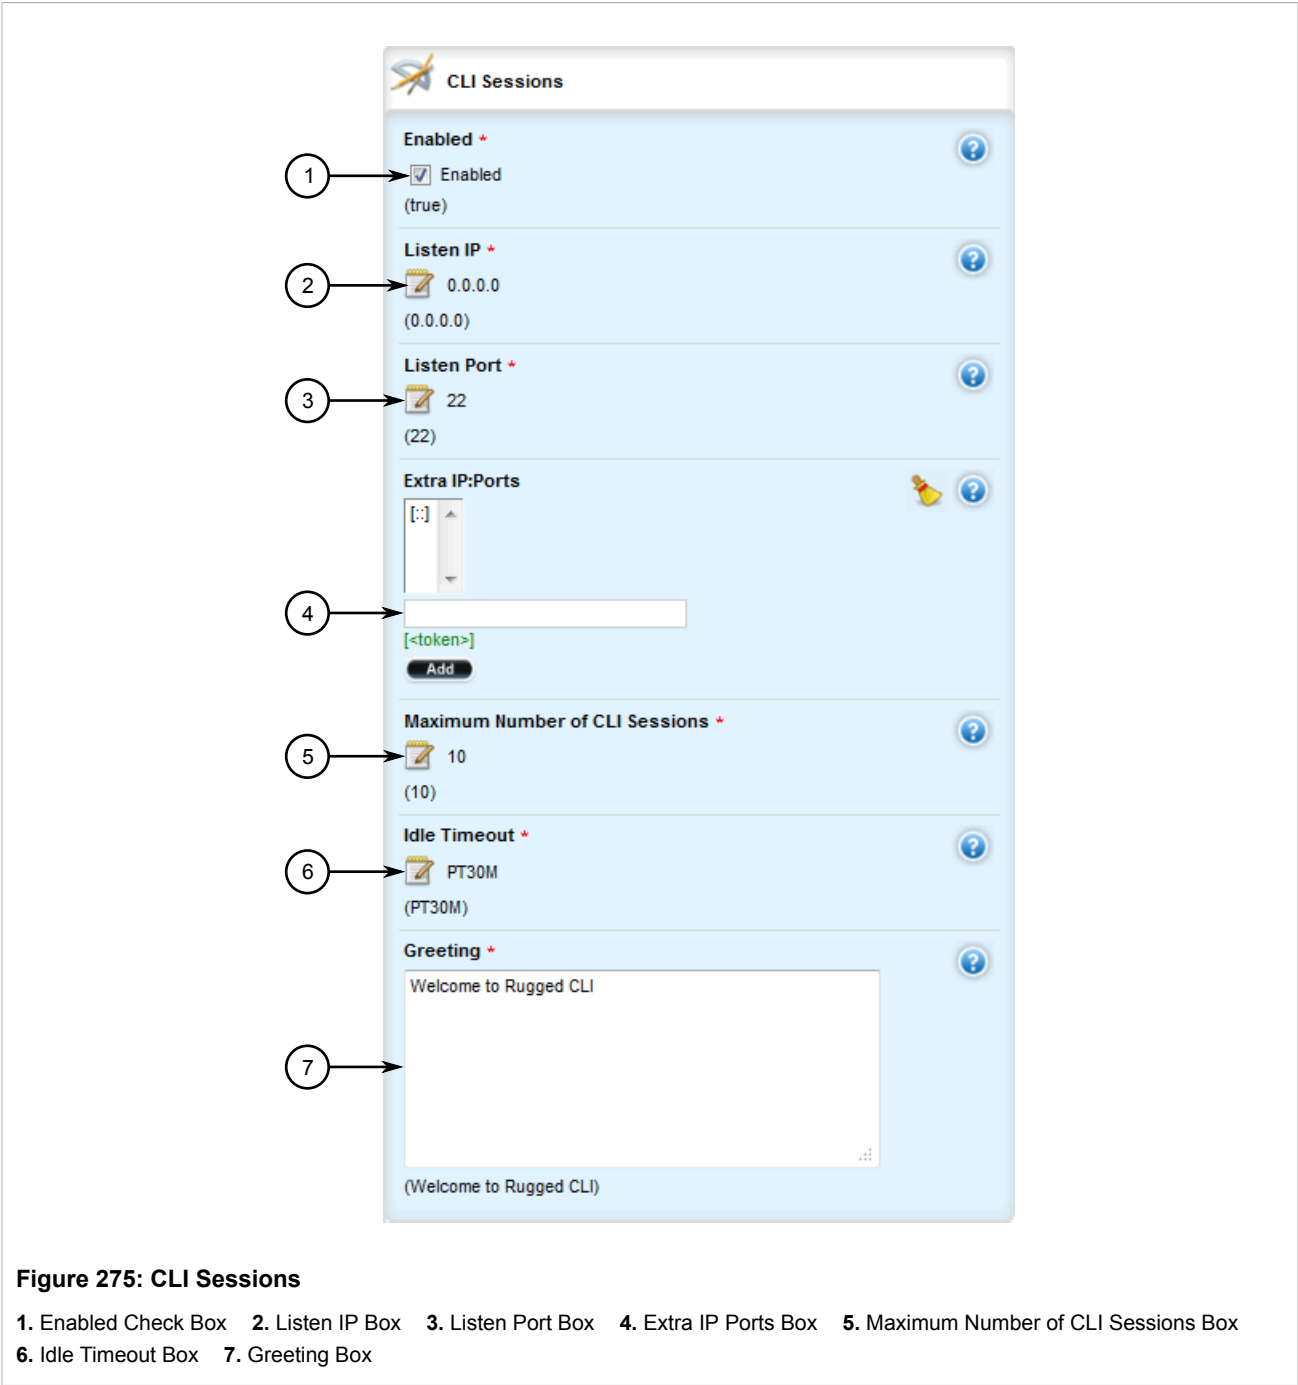 CLI Sessions
Enabled *
1
Enabled
(true)
Listen IP *
2
0.0.0.0
(0.0.0.0)
Listen Port *
3
22
(22)
Extra IP:Ports
[::]
4
[<token>]
Add
Maximum Number of CLI Sessions *
5
10
(10)
Idle Timeout *
6
PT30M
(PT30M)
Greeting *
Welcome to Rugged CLI
7
(Welcome to Rugged CLI)
Figure 275: CLI Sessions
1. Enabled Check Box 2. Listen IP Box 3. Listen Port Box 4. Extra IP Ports Box 5. Maximum Number of CLI Sessions Box
6. Idle Timeout Box 7. Greeting Box